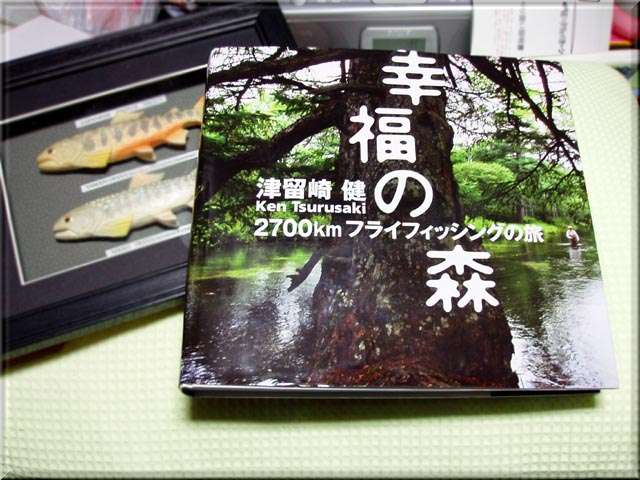 幸福の森
津留﨑 健
Ken Tsurusaki
2700km フライフィッシングの旅